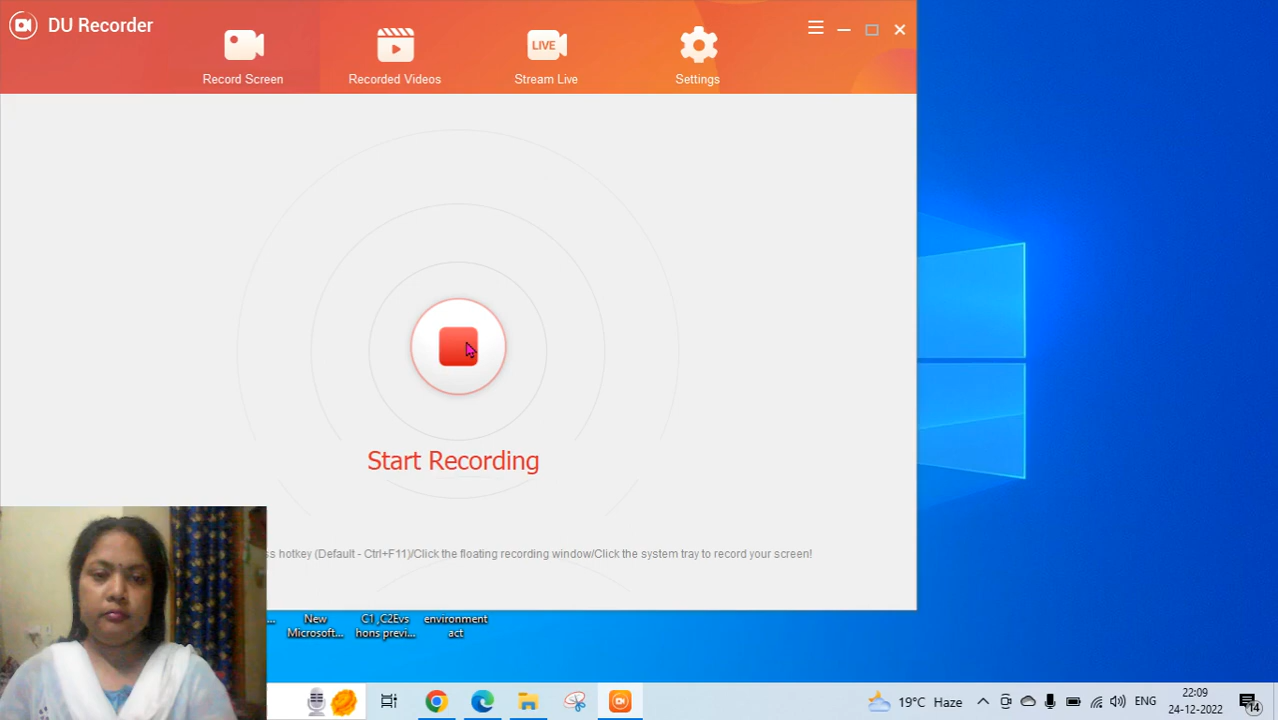 DU Recorder
Record Screen
Recorded Videos
LIVE
Stream Live
Settings
Start Recording
hotkey (Default - Ctrl+F11)/Click the floating recording window/Click the system tray to record your screen!
...
New
Microsoft...
C1 ,C2Evs
hons previ...
environment
act
19°C Haze
ENG
22:09
24-12-2022
14